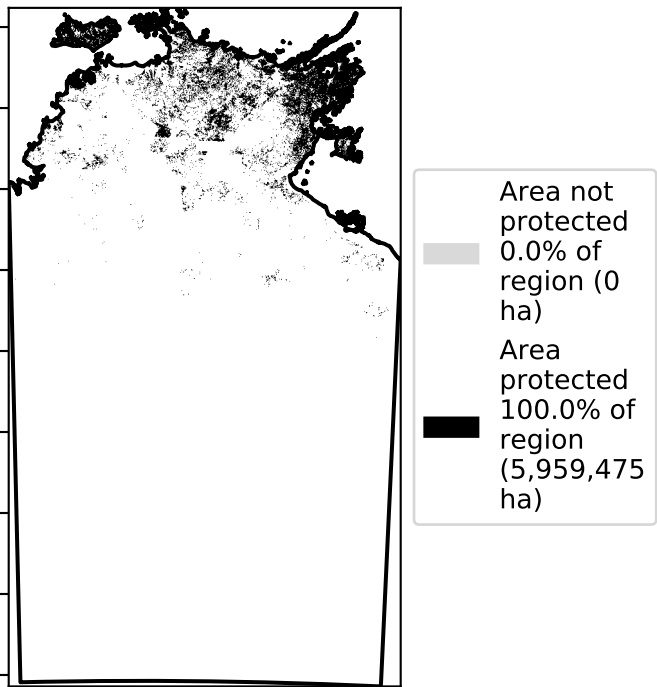 Area not
protected
0.0% of
region (0
ha)
Area
protected
100.0% of
region
(5,959,475
ha)